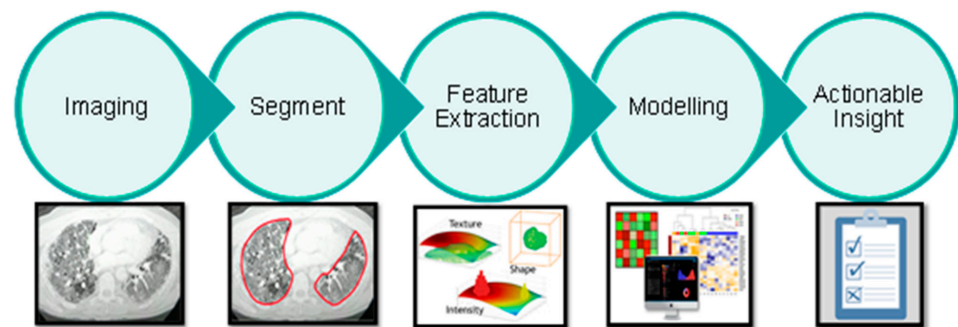 Imaging
Segment
Feature
Extraction
Modelling
Actionable
Insight
Texture
Shape
Intensity